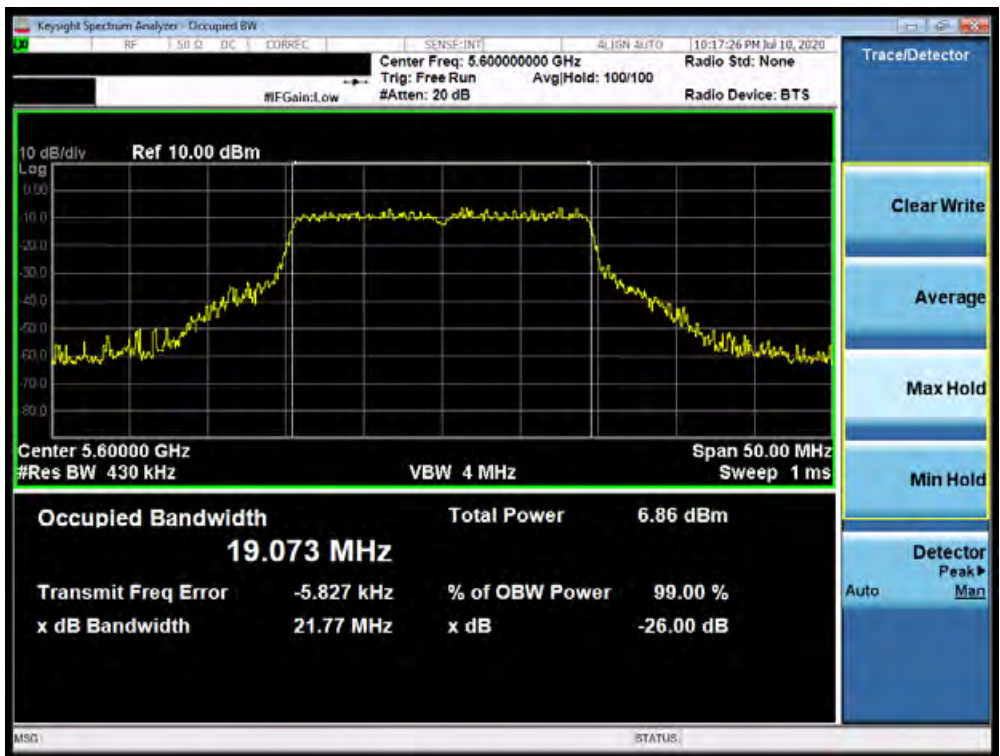 Keysight Spectrum Analyzer - Occupied BW
RF 50 Ω DC CORREC SENSE:INT ALIGN AUTO 10:17:26 PM Jul 10, 2020
Center Freq: 5.600000000 GHz Radio Std: None
Trig: Free Run Avg|Hold: 100/100
#IFGain:Low #Atten: 20 dB Radio Device: BTS
Trace/Detector
10 dB/div Ref 10.00 dBm
Log
0.00
-10.0
-20.0
-30.0
-40.0
-50.0
-60.0
-70.0
-80.0
Center 5.60000 GHz Span 50.00 MHz
#Res BW 430 kHz VBW 4 MHz Sweep 1 ms
Occupied Bandwidth Total Power 6.86 dBm
19.073 MHz
Transmit Freq Error -5.827 kHz % of OBW Power 99.00 %
x dB Bandwidth 21.77 MHz x dB -26.00 dB
Clear Write
Average
Max Hold
Min Hold
Detector
Peak▶
Auto Man
MSG STATUS